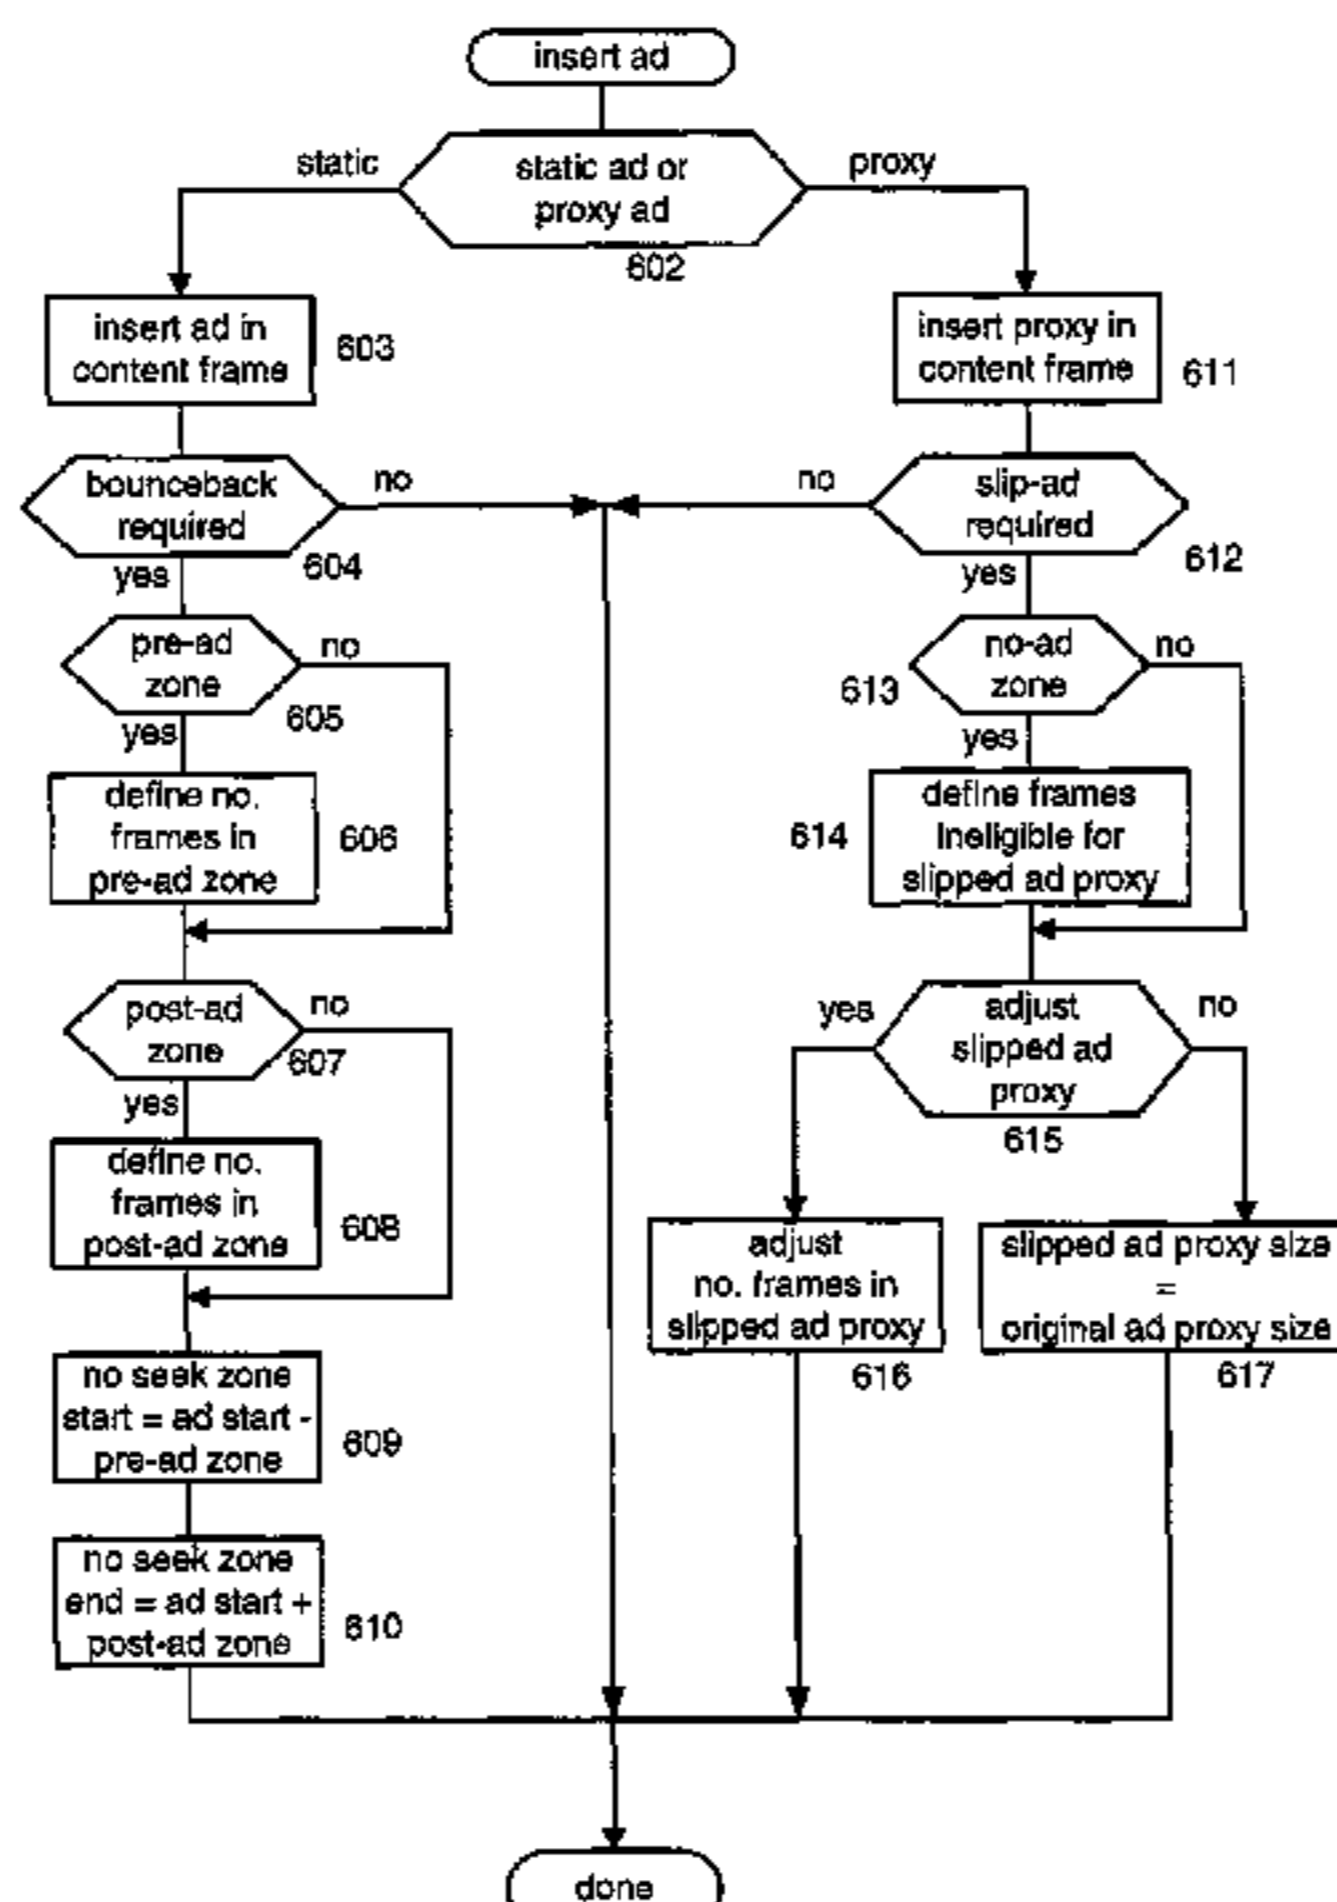 insert ad
static
static ad or
proxy ad
proxy
602
insert ad in
content frame
603
insert proxy in
content frame
611
bounceback
required
no
604
yes
no
slip-ad
required
612
yes
pre-ad
zone
no
605
yes
no-ad
zone
no
613
yes
define no.
frames in
pre-ad zone
606
define frames
ineligible for
slipped ad proxy
614
post-ad
zone
no
607
yes
yes
adjust
slipped ad
proxy
no
615
define no.
frames in
post-ad zone
608
adjust
no. frames in
slipped ad proxy
616
slipped ad proxy size
=
original ad proxy size
617
no seek zone
start = ad start -
pre-ad zone
609
no seek zone
end = ad start +
post-ad zone
610
done